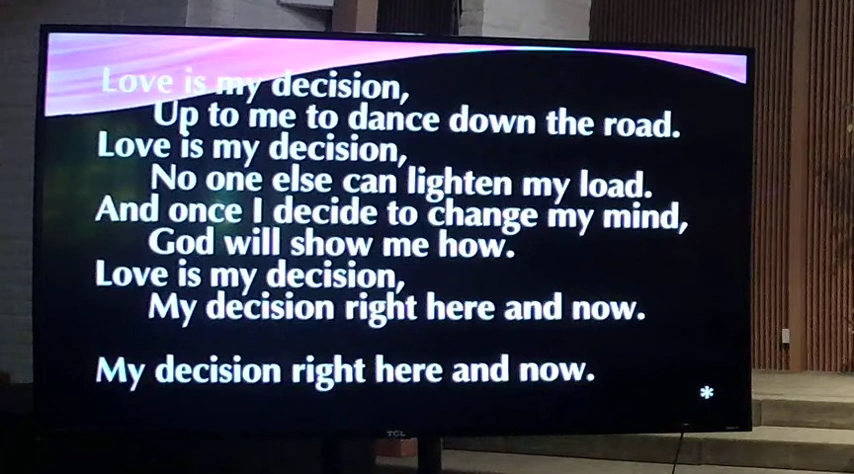 Love is my decision,
Up to me to dance down the road.
Love is my decision,
No one else can lighten my load.
And once I decide to change my mind,
God will show me how.
Love is my decision,
My decision right here and now.
My decision right here and now.
*
TCL